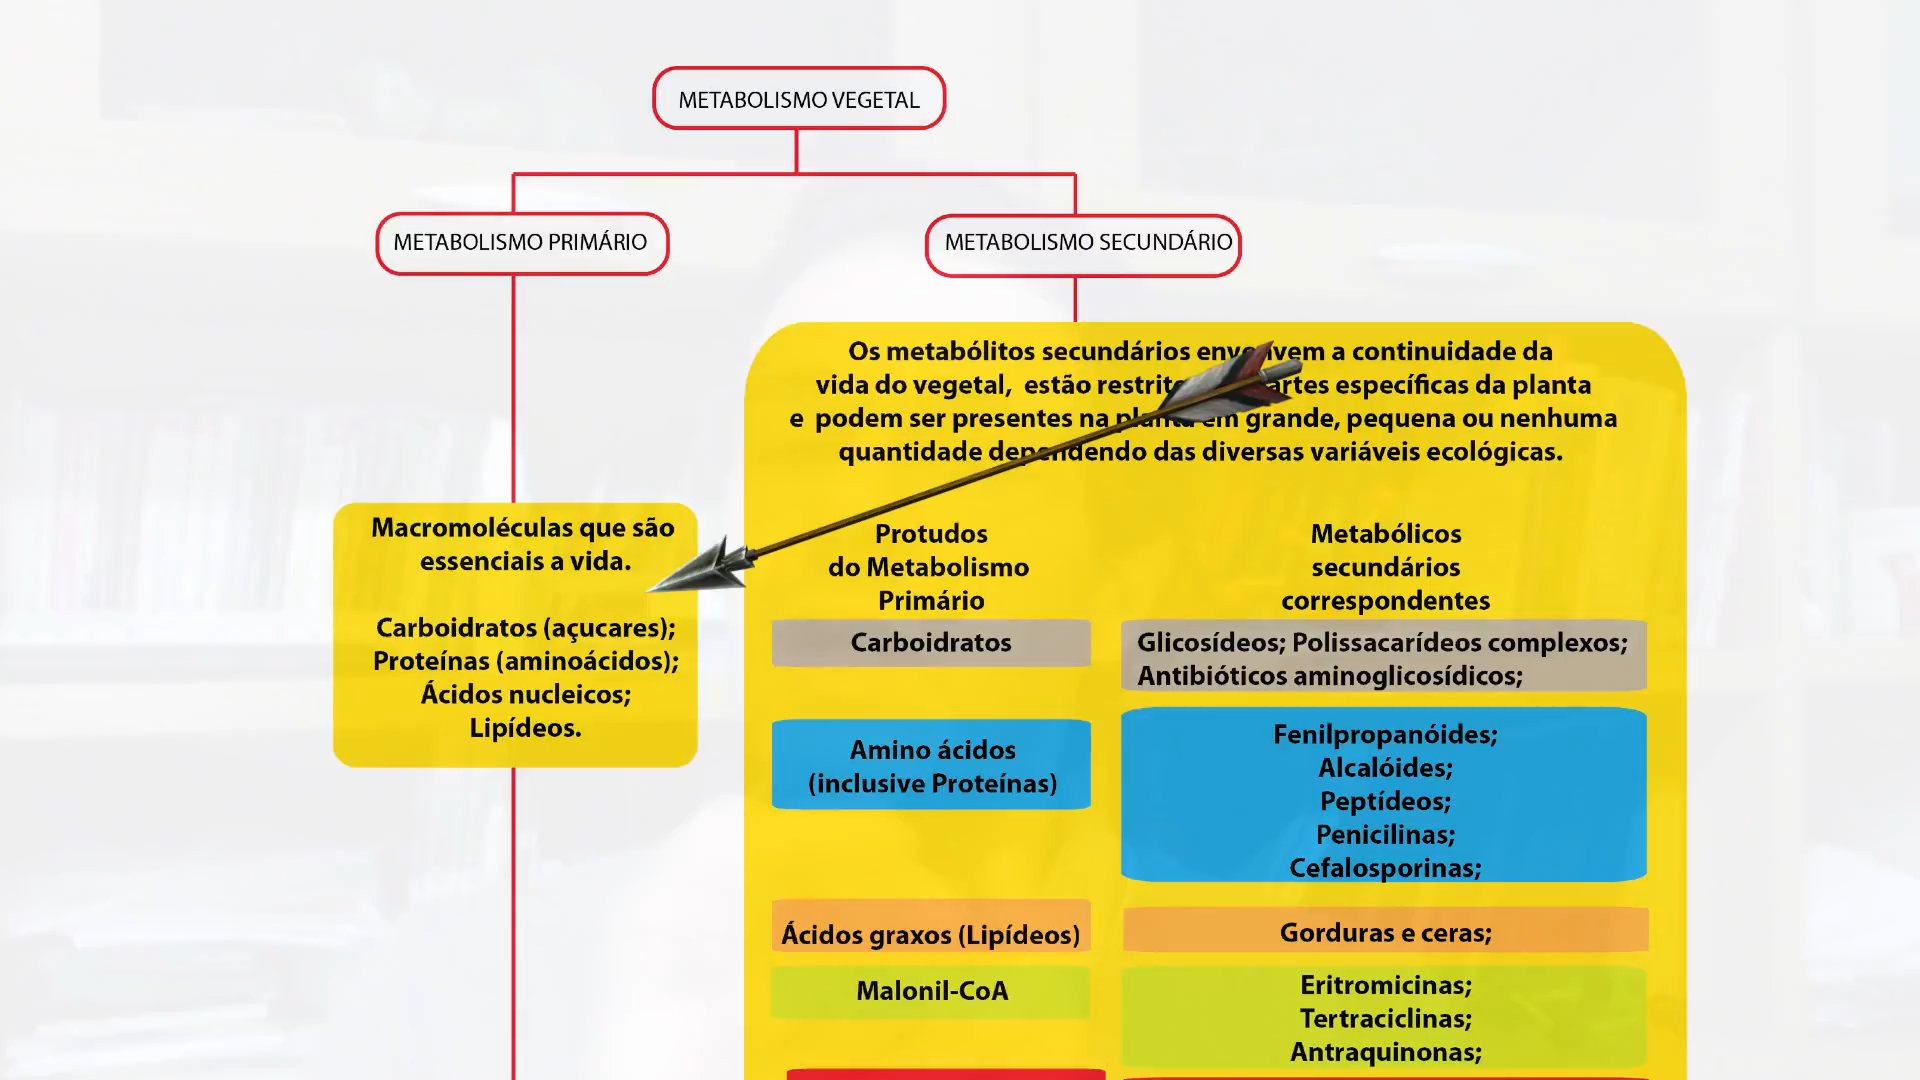 METABOLISMO VEGETAL
METABOLISMO PRIMÁRIO
METABOLISMO SECUNDÁRIO
Macromoléculas que são
essenciais a vida.
Carboidratos (açucares);
Proteínas (aminoácidos);
Ácidos nucleicos;
Lipídeos.
Os metabólitos secundários envolvem a continuidade da
vida do vegetal, estão artes específicas da planta
e podem ser presentes na planta em grande, pequena ou nenhuma
quantidade dependendo das diversas variáveis ecológicas.
Protudos
do Metabolismo
Primário
Metabólicos
secundários
correspondentes
Carboidratos
Glicosídeos; Polissacarídeos complexos;
Antibióticos aminoglicosídicos;
Amino ácidos
(inclusive Proteínas)
Fenilpropanóides;
Alcalóides;
Peptídeos;
Penicilinas;
Cefalosporinas;
Ácidos graxos (Lipídeos)
Gorduras e ceras;
Malonil-CoA
Eritromicinas;
Tertraciclinas;
Antraquinonas;